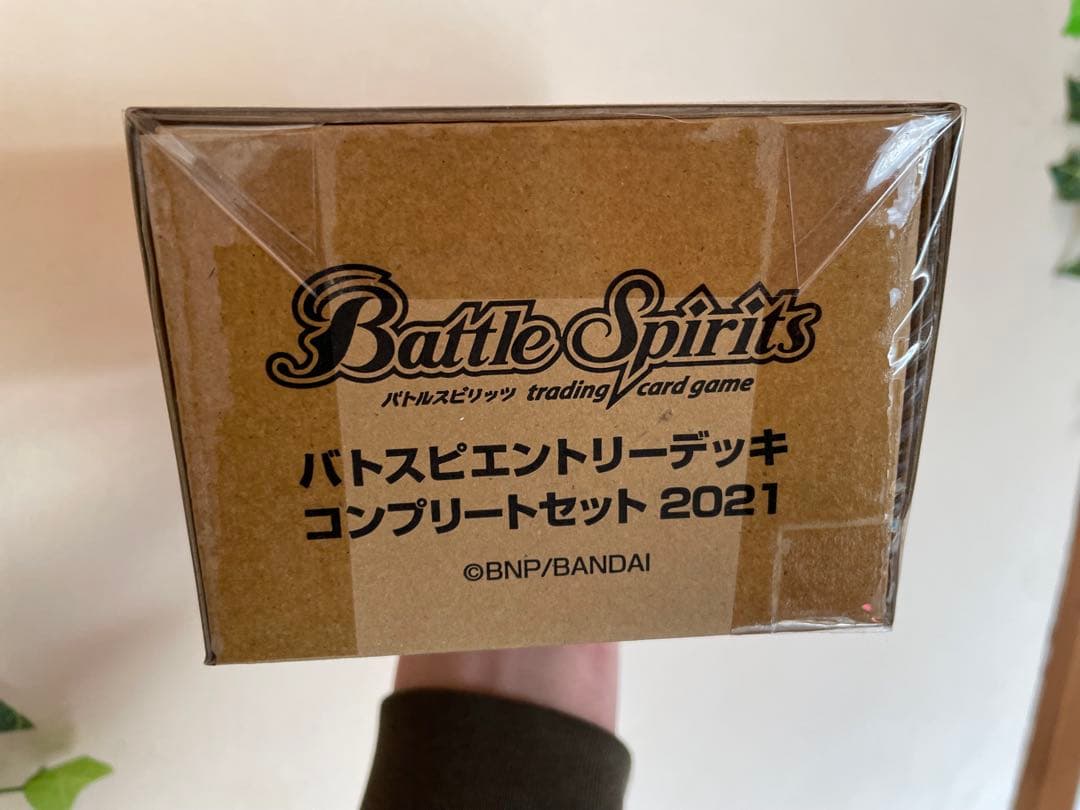 Battle Spirits
バトルスピリッツ trading card game
バトスピエントリーデッキ
コンプリートセット 2021
©BNP/BANDAI